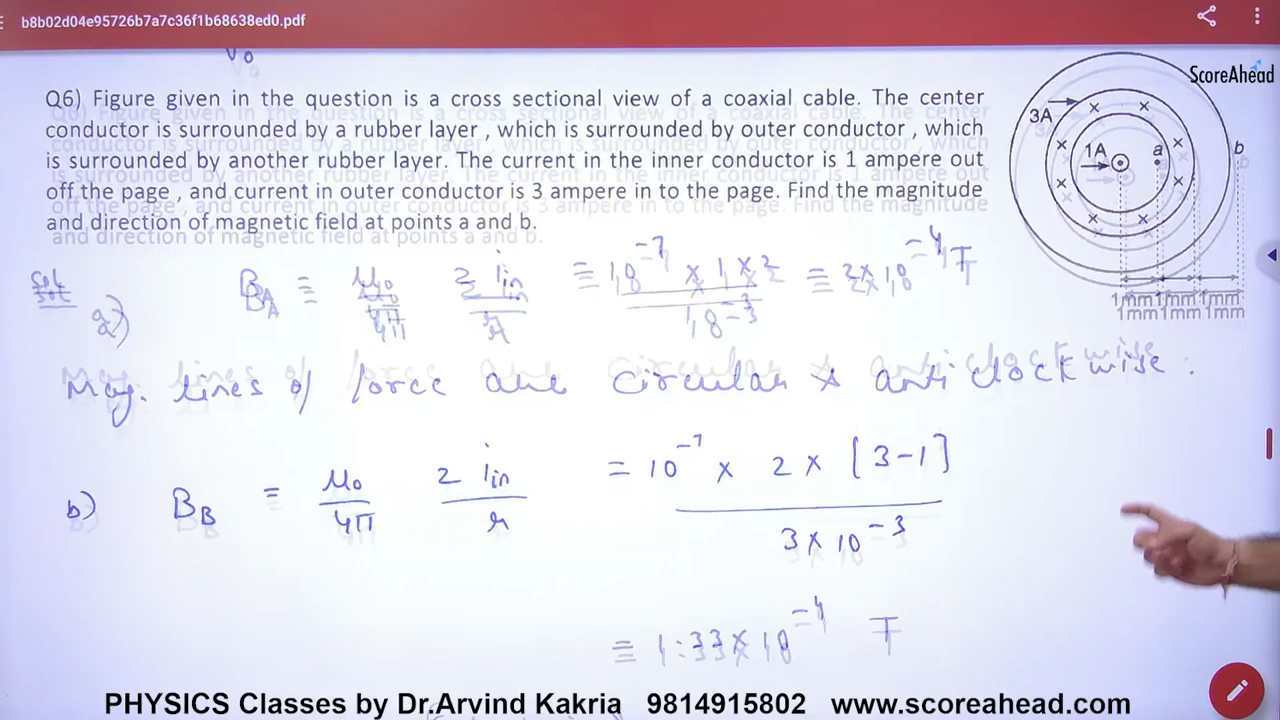 b8b02d04e95726b7a7c36f1b68638ed0.pdf
ScoreAhead
Q6) Figure given in the question is a cross sectional view of a coaxial cable. The center
conductor is surrounded by a rubber layer , which is surrounded by outer conductor , which
is surrounded by another rubber layer. The current in the inner conductor is 1 ampere out
off the page , and current in outer conductor is 3 ampere in to the page. Find the magnitude
and direction of magnetic field at points a and b.
3A
1A
a
b
1mm 1mm 1mm
Sol
a) B_A = μ₀/4π 2 i_in/r = 10⁻⁷ × 1 × 2/10⁻³ = 2×10⁻⁴ T
Mag. lines of force are circular & anti clockwise.
b) B_B = μ₀/4π 2 i_in/r = 10⁻⁷ × 2 × [3-1]/3×10⁻³
= 1.33×10⁻⁴ T
PHYSICS Classes by Dr.Arvind Kakria 9814915802 www.scoreahead.com